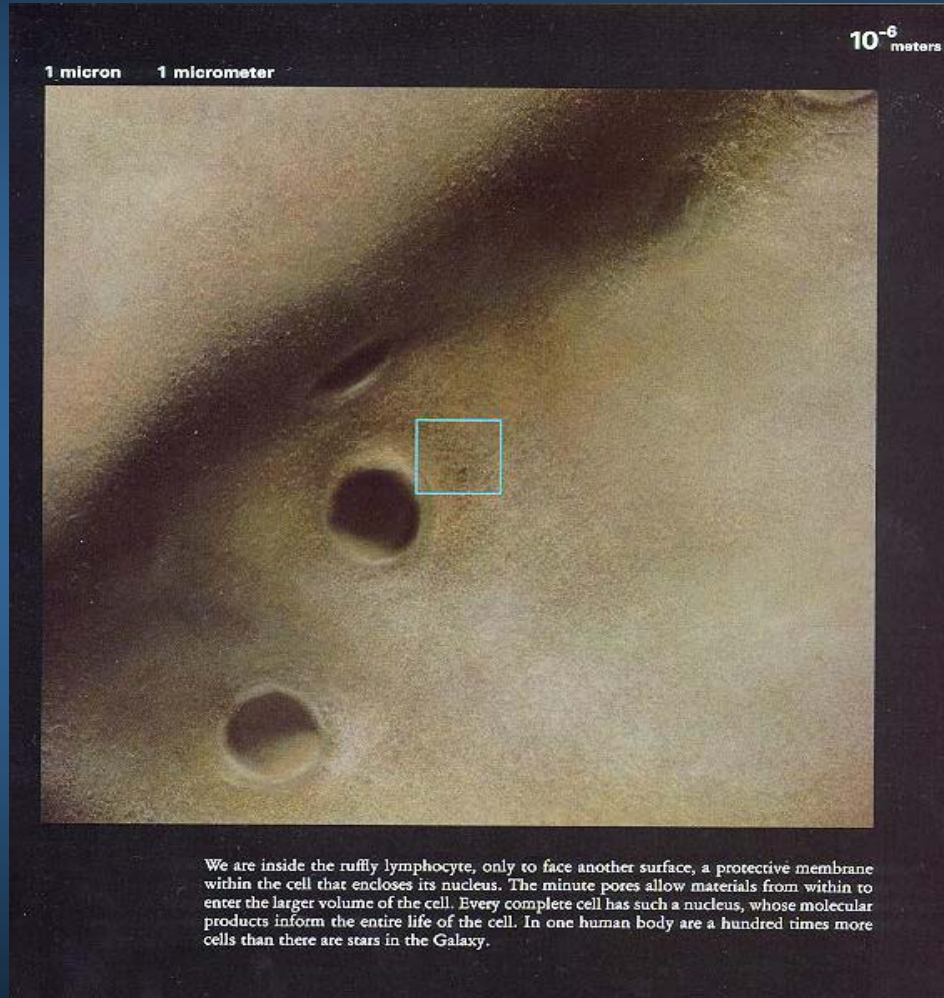 10⁻⁶ meters
1 micron 1 micrometer
We are inside the ruffly lymphocyte, only to face another surface, a protective membrane
within the cell that encloses its nucleus. The minute pores allow materials from within to
enter the larger volume of the cell. Every complete cell has such a nucleus, whose molecular
products inform the entire life of the cell. In one human body are a hundred times more
cells than there are stars in the Galaxy.